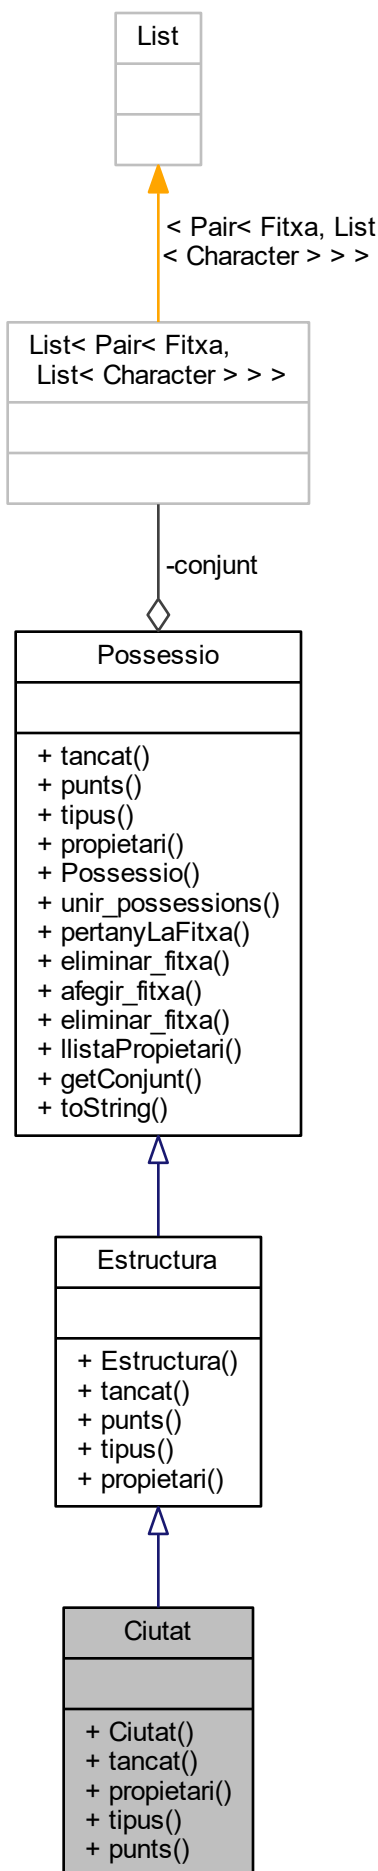 List
< Pair< Fitxa, List
< Character > > >
List< Pair< Fitxa,
List< Character > > >
-conjunt
Possessio
+ tancat()
+ punts()
+ tipus()
+ propietari()
+ Possessio()
+ unir_possessions()
+ pertanyLaFitxa()
+ eliminar_fitxa()
+ afegir_fitxa()
+ eliminar_fitxa()
+ llistaPropietari()
+ getConjunt()
+ toString()
Estructura
+ Estructura()
+ tancat()
+ punts()
+ tipus()
+ propietari()
Ciutat
+ Ciutat()
+ tancat()
+ propietari()
+ tipus()
+ punts()